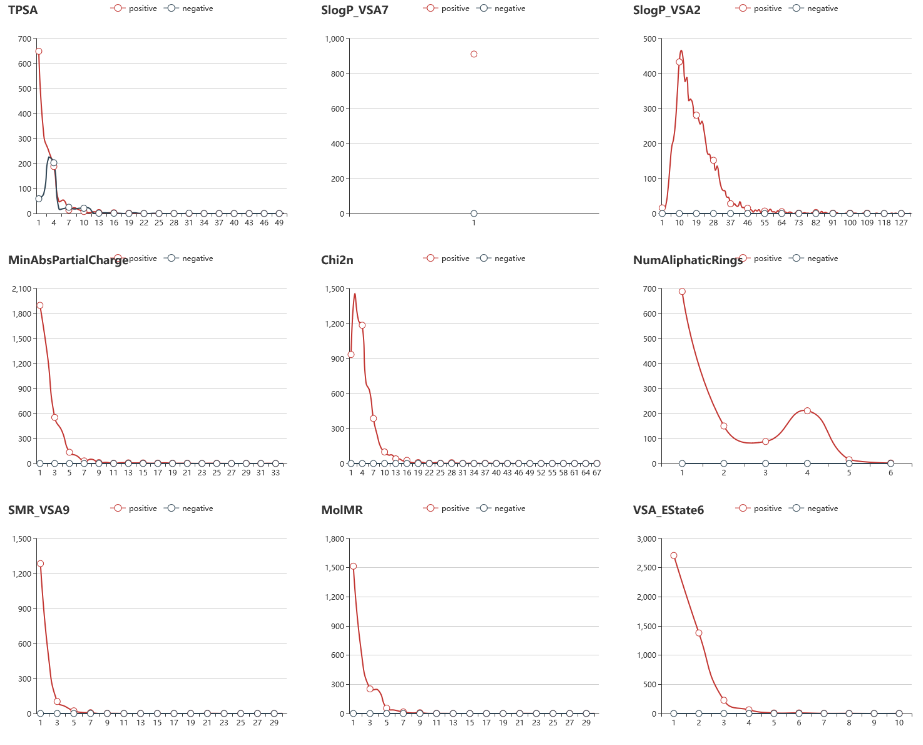 TPSA
positive negative
700
600
500
400
300
200
100
0
1 4 7 10 13 16 19 22 25 28 31 34 37 40 43 46 49
SlogP_VSA7
positive negative
1,000
800
600
400
200
0
1
SlogP_VSA2
positive negative
500
400
300
200
100
0
1 10 19 28 37 46 55 64 73 82 91 100 109 118 127
MinAbsPartialCharge
positive negative
2,100
1,800
1,500
1,200
900
600
300
0
1 3 5 7 9 11 13 15 17 19 21 23 25 27 29 31 33
Chi2n
positive negative
1,500
1,200
900
600
300
0
1 4 7 10 13 16 19 22 25 28 31 34 37 40 43 46 49 52 55 58 61 64 67
NumAliphaticRings
positive negative
700
600
500
400
300
200
100
0
1 2 3 4 5 6
SMR_VSA9
positive negative
1,500
1,200
900
600
300
0
1 3 5 7 9 11 13 15 17 19 21 23 25 27 29
MolMR
positive negative
1,800
1,500
1,200
900
600
300
0
1 3 5 7 9 11 13 15 17 19 21 23 25 27 29
VSA_EState6
positive negative
3,000
2,500
2,000
1,500
1,000
500
0
1 2 3 4 5 6 7 8 9 10